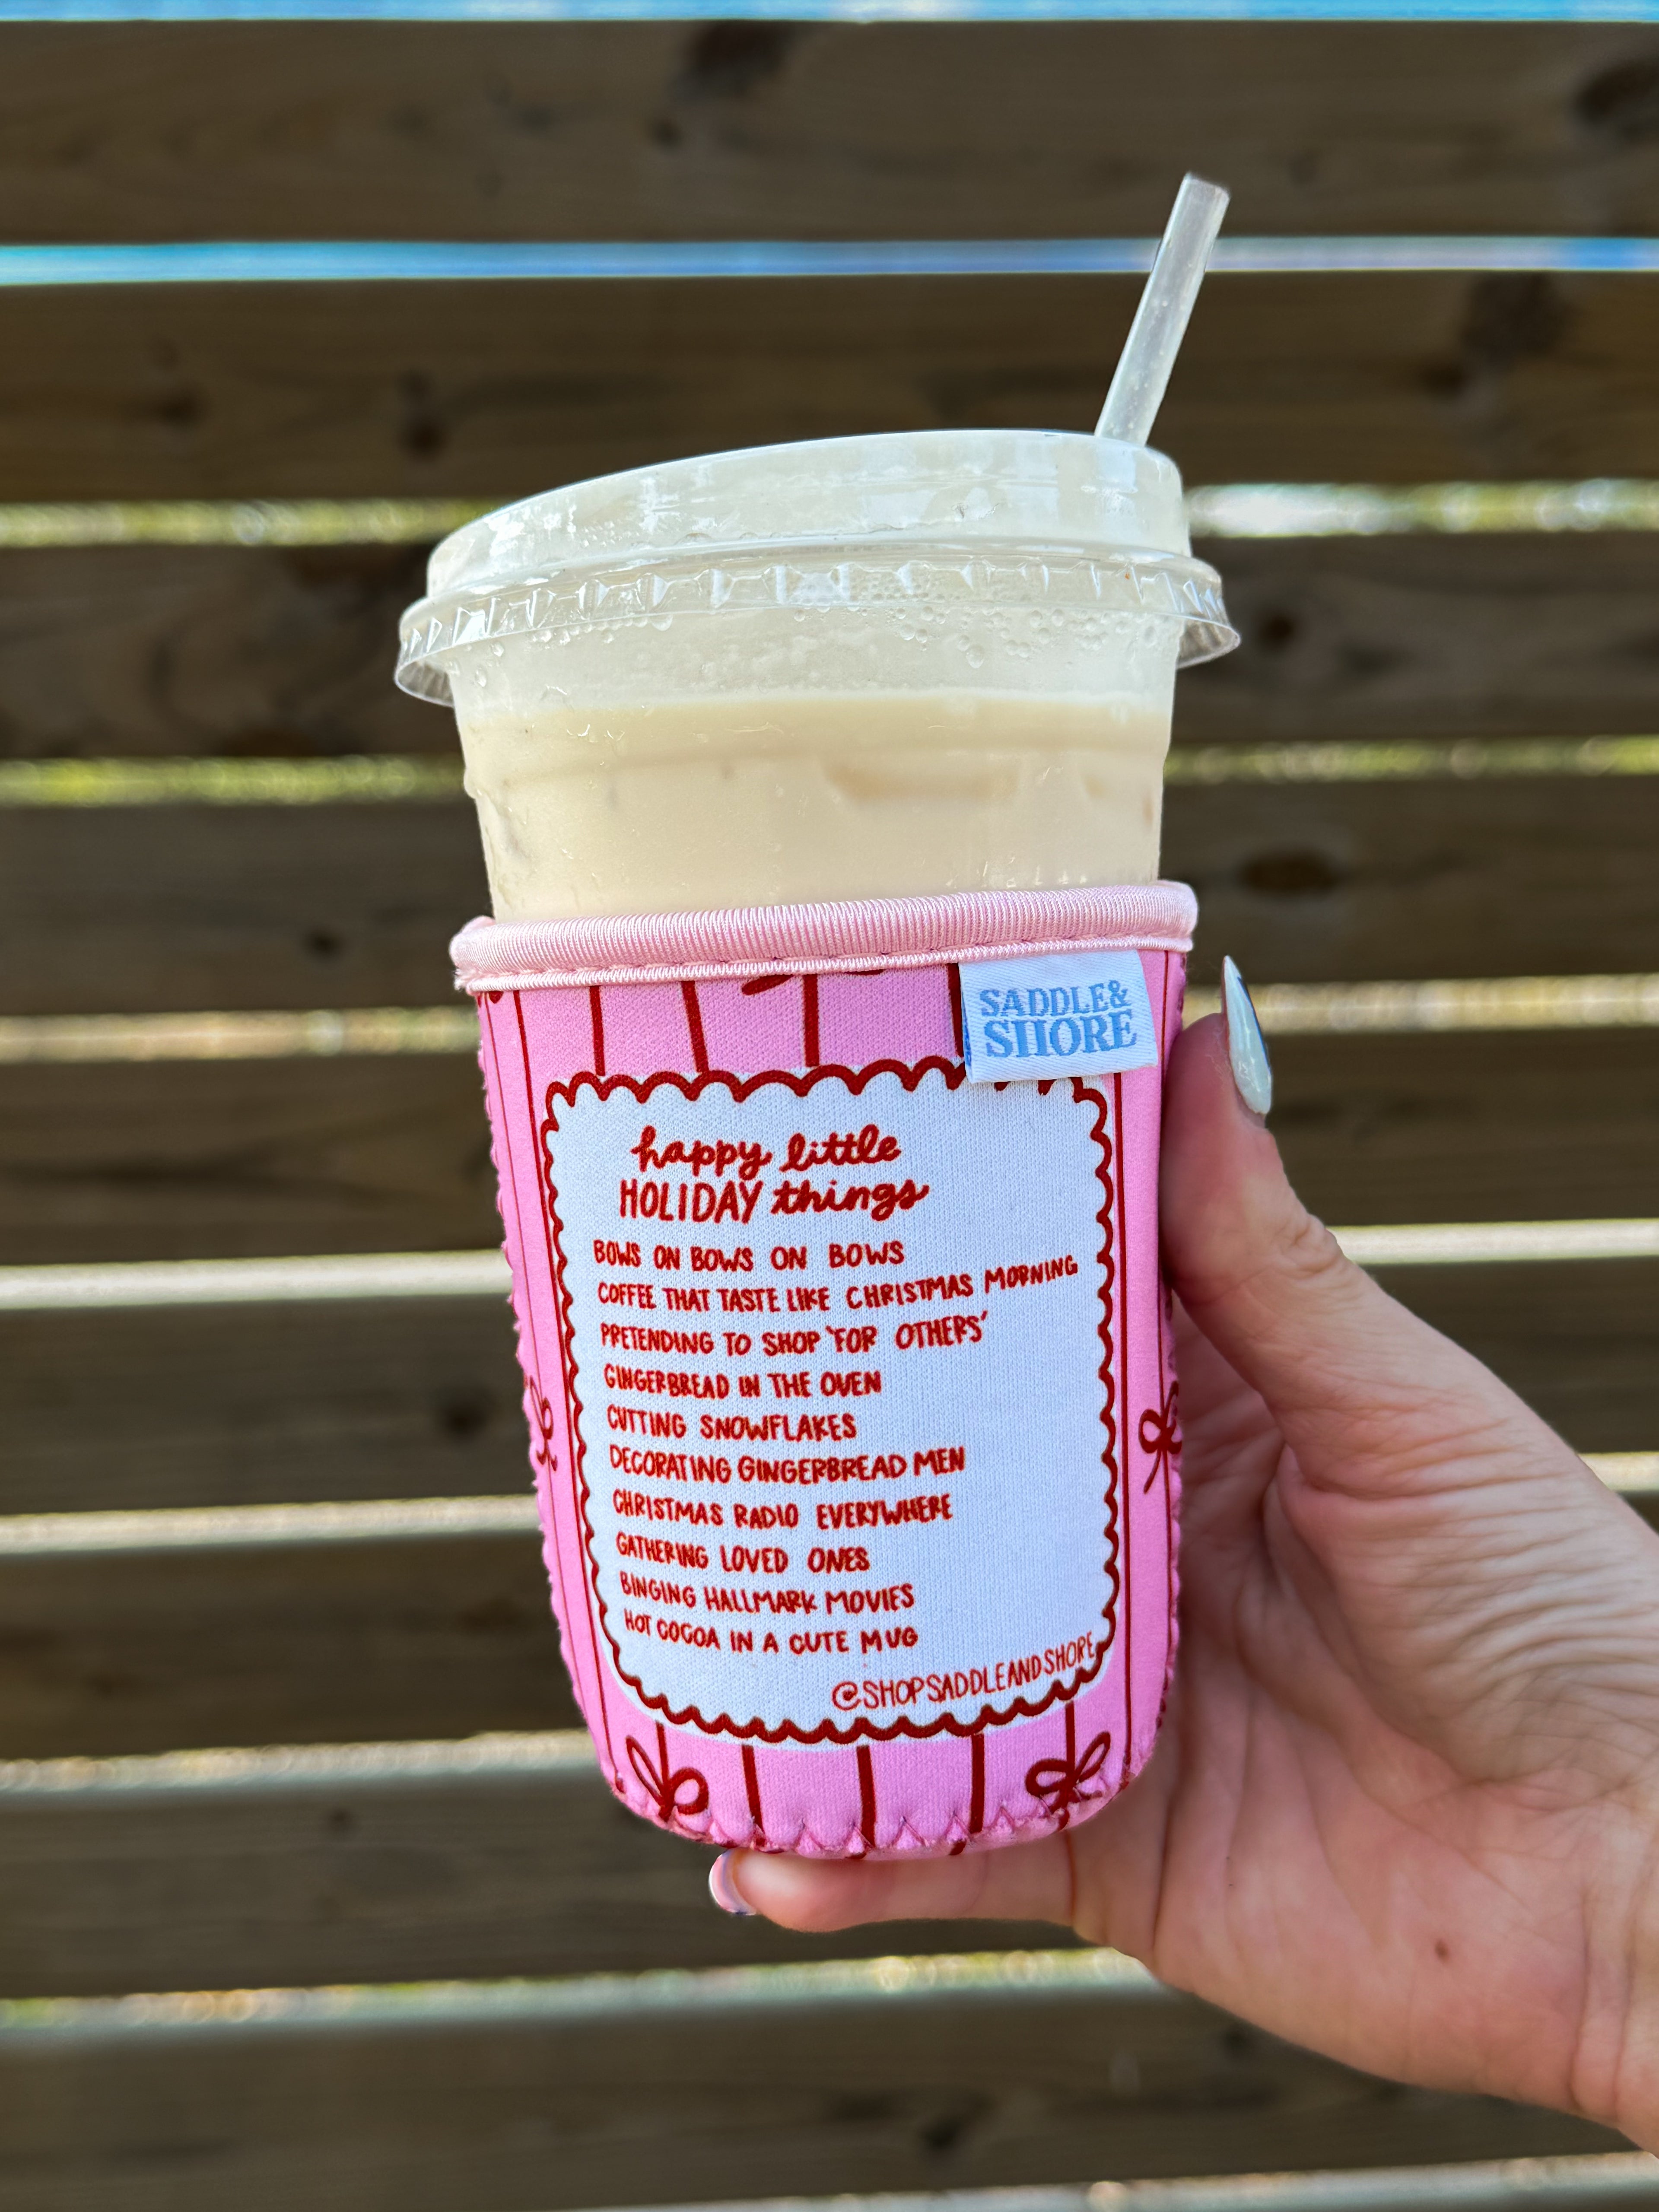 SADDLE&
SHORE
happy little
HOLIDAY things
BOWS ON BOWS ON BOWS
COFFEE THAT TASTE LIKE CHRISTMAS MORNING
PRETENDING TO SHOP 'FOR OTHERS'
GINGERBREAD IN THE OVEN
CUTTING SNOWFLAKES
DECORATING GINGERBREAD MEN
CHRISTMAS RADIO EVERYWHERE
GATHERING LOVED ONES
BINGING HALLMARK MOVIES
HOT COCOA IN A CUTE MUG
@SHOPSADDLEANDSHORE